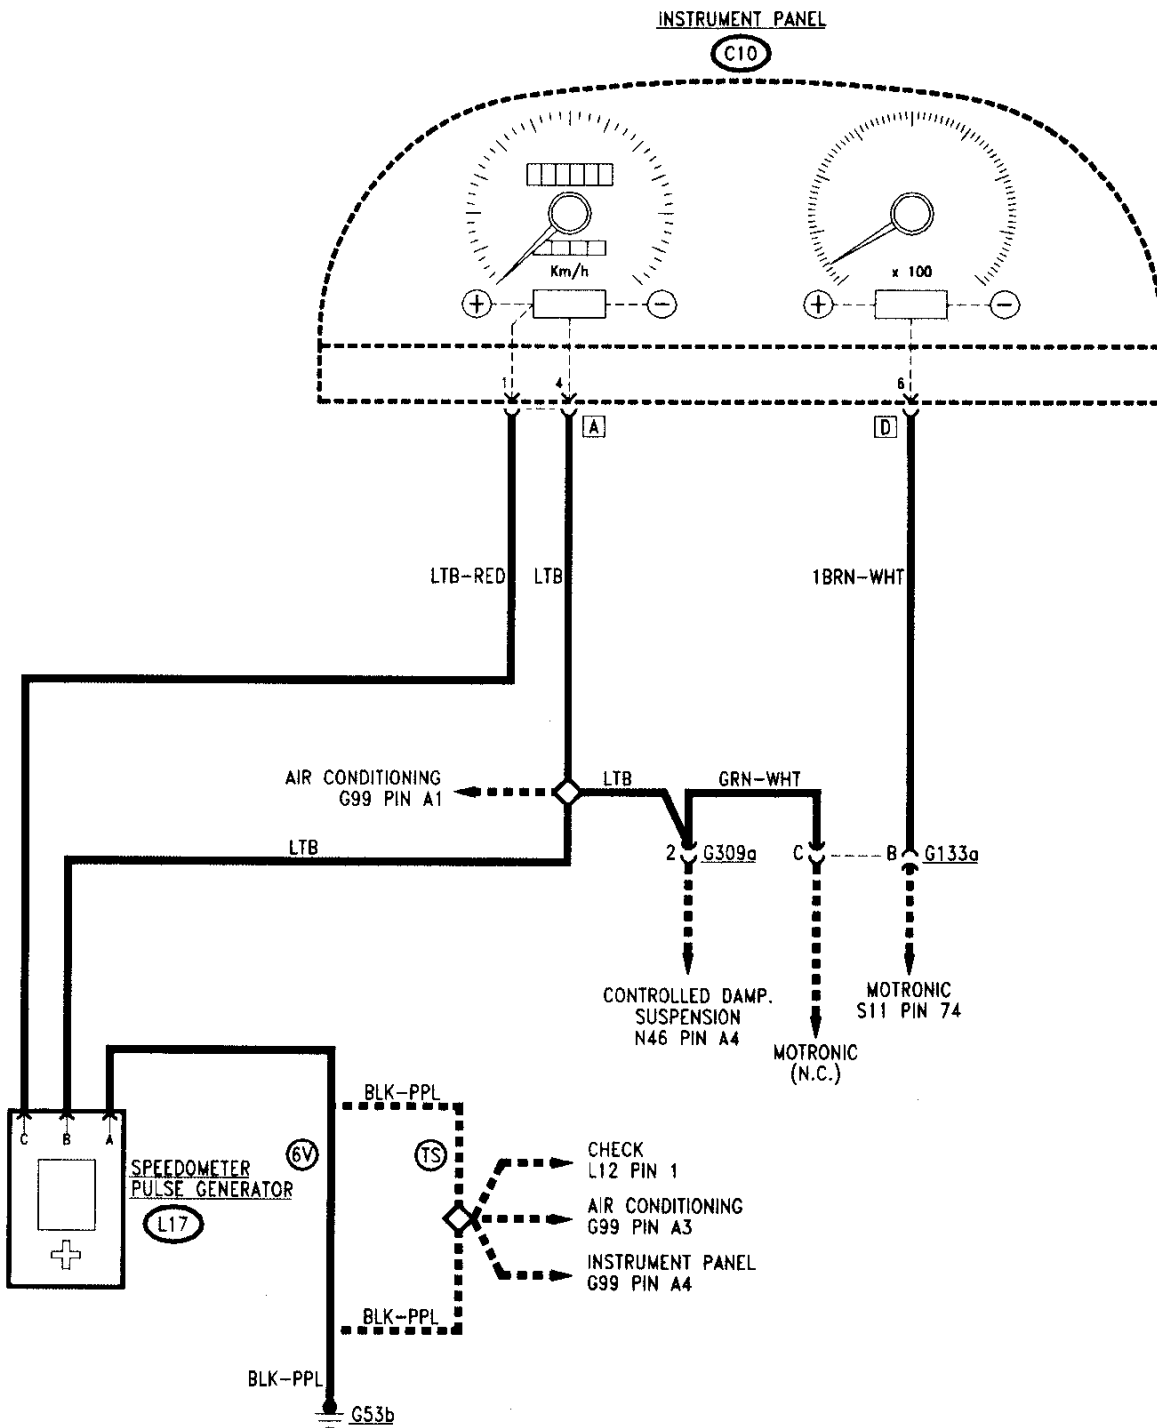 INSTRUMENT PANEL
C10
Km/h
x 100
+
−
+
−
1
4
6
A
D
LTB-RED
LTB
1BRN-WHT
AIR CONDITIONING
G99 PIN A1
LTB
GRN-WHT
LTB
2
G309a
C
B
G133a
CONTROLLED DAMP.
SUSPENSION
N46 PIN A4
MOTRONIC
(N.C.)
MOTRONIC
S11 PIN 74
C
B
A
SPEEDOMETER
PULSE GENERATOR
L17
6V
TS
BLK-PPL
CHECK
L12 PIN 1
AIR CONDITIONING
G99 PIN A3
INSTRUMENT PANEL
G99 PIN A4
BLK-PPL
BLK-PPL
G53b